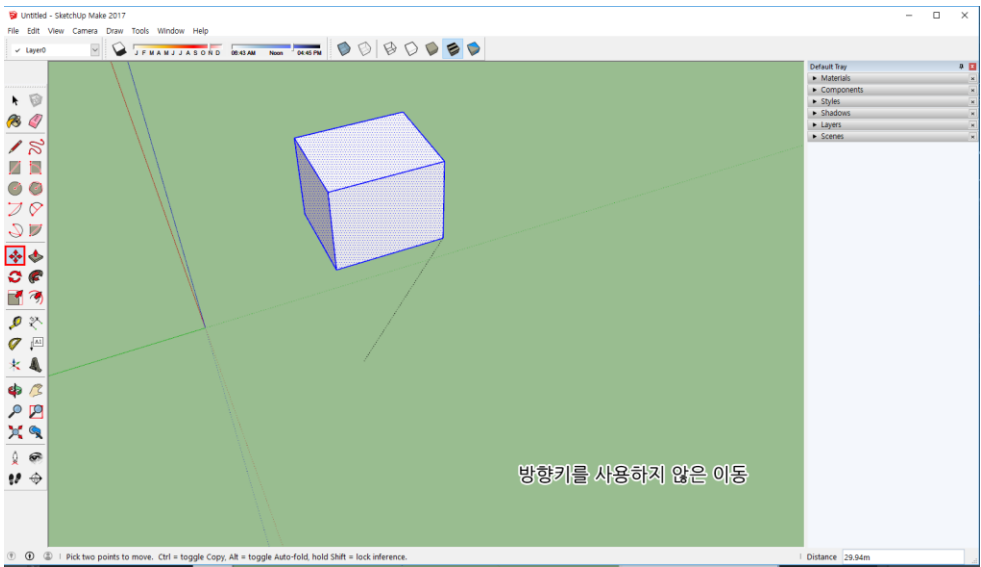 Untitled - SketchUp Make 2017
File Edit View Camera Draw Tools Window Help
Layer0
J F M A M J J A S O N D 06:43 AM Noon 04:45 PM
Default Tray
Materials
Components
Styles
Shadows
Layers
Scenes
A1
방향키를 사용하지 않은 이동
Pick two points to move. Ctrl = toggle Copy, Alt = toggle Auto-fold, hold Shift = lock inference.
Distance 29.94m